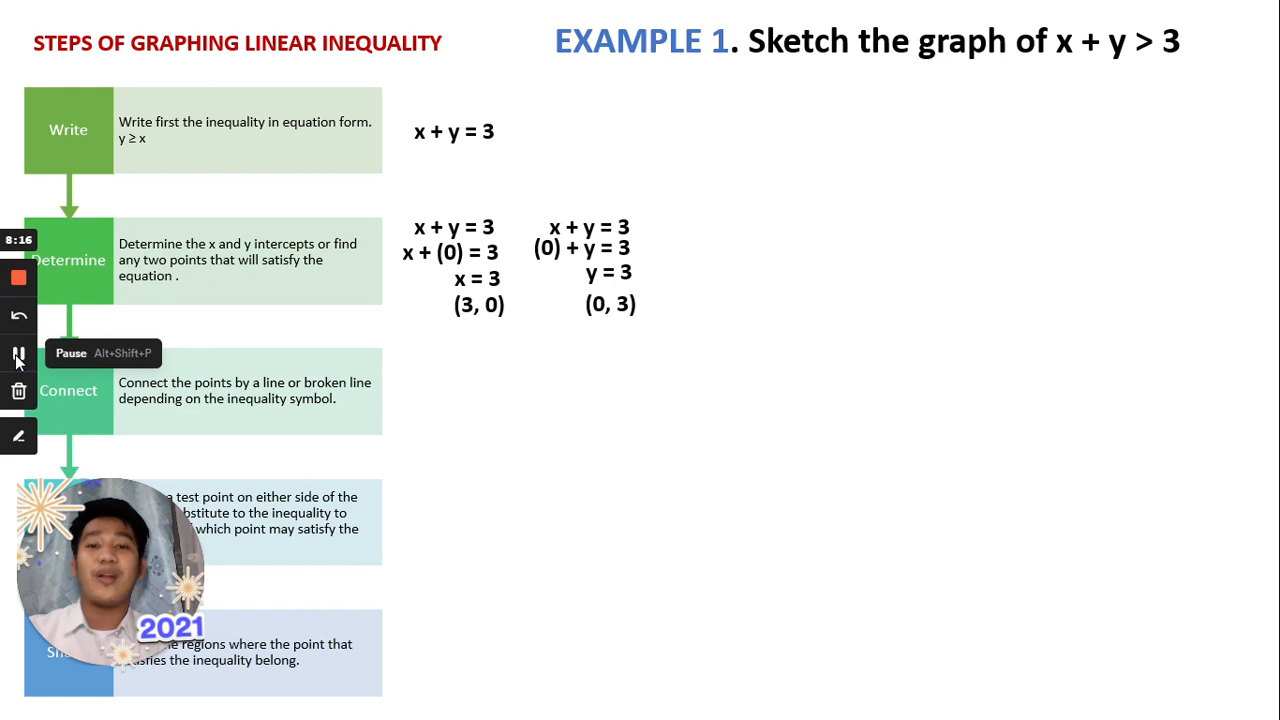 STEPS OF GRAPHING LINEAR INEQUALITY
EXAMPLE 1. Sketch the graph of x + y > 3
Write
Write first the inequality in equation form.
y ≥ x
x + y = 3
8:16
Determine
Determine the x and y intercepts or find
any two points that will satisfy the
equation .
x + y = 3
x + (0) = 3
x = 3
(3, 0)
x + y = 3
(0) + y = 3
y = 3
(0, 3)
Pause Alt+Shift+P
Connect
Connect the points by a line or broken line
depending on the inequality symbol.
a test point on either side of the
to the inequality to
which point may satisfy the
2021
regions where the point that
the inequality belong.